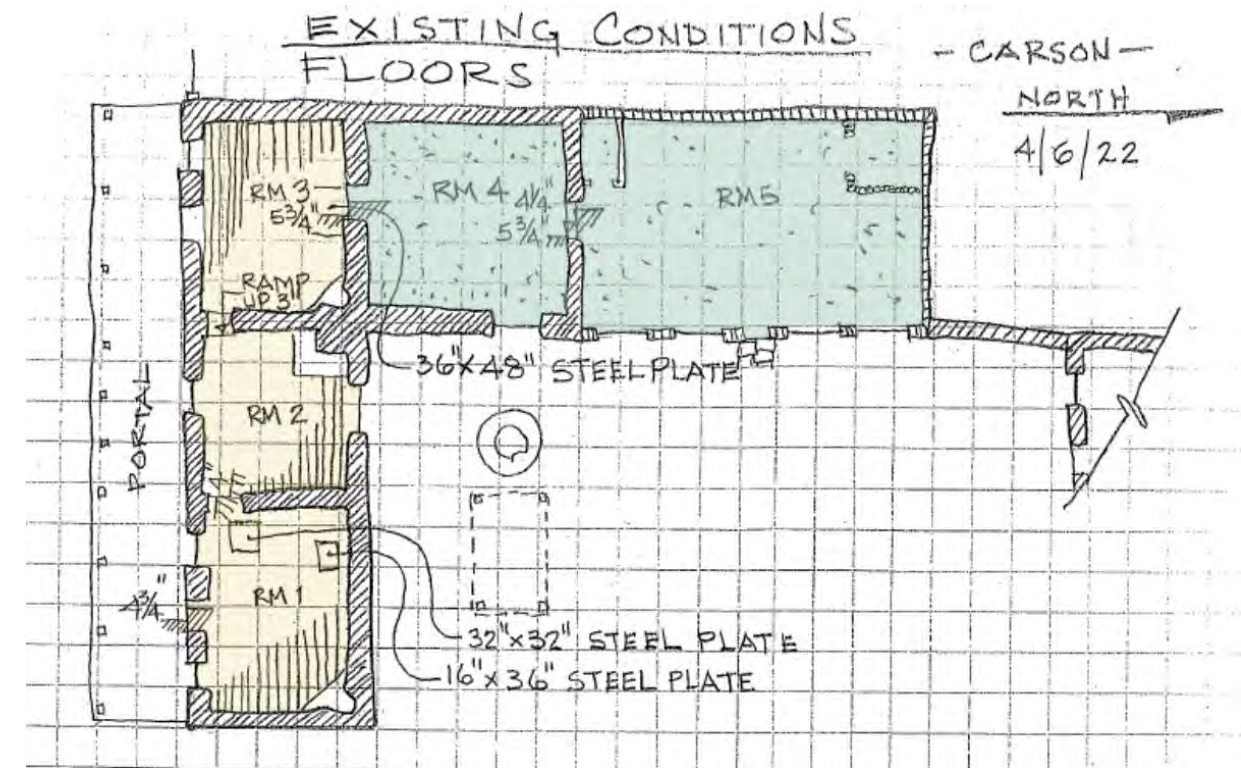 EXISTING CONDITIONS
FLOORS
- CARSON -
NORTH
4/6/22
RM 3
5 3/4"
RM 4
4 1/4"
5 3/4"
RM5
RAMP
UP 3"
36"X48" STEEL PLATE
PORTAL
RM 2
4"
RM 1
4 3/4"
32"x32" STEEL PLATE
16"x36" STEEL PLATE